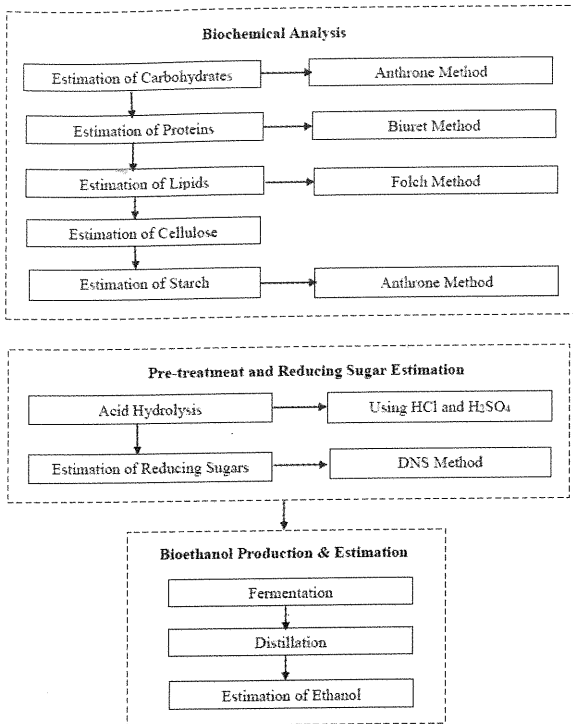 Biochemical Analysis
Estimation of Carbohydrates
Anthrone Method
Estimation of Proteins
Biuret Method
Estimation of Lipids
Folch Method
Estimation of Cellulose
Estimation of Starch
Anthrone Method
Pre-treatment and Reducing Sugar Estimation
Acid Hydrolysis
Using HCl and H₂SO₄
Estimation of Reducing Sugars
DNS Method
Bioethanol Production & Estimation
Fermentation
Distillation
Estimation of Ethanol